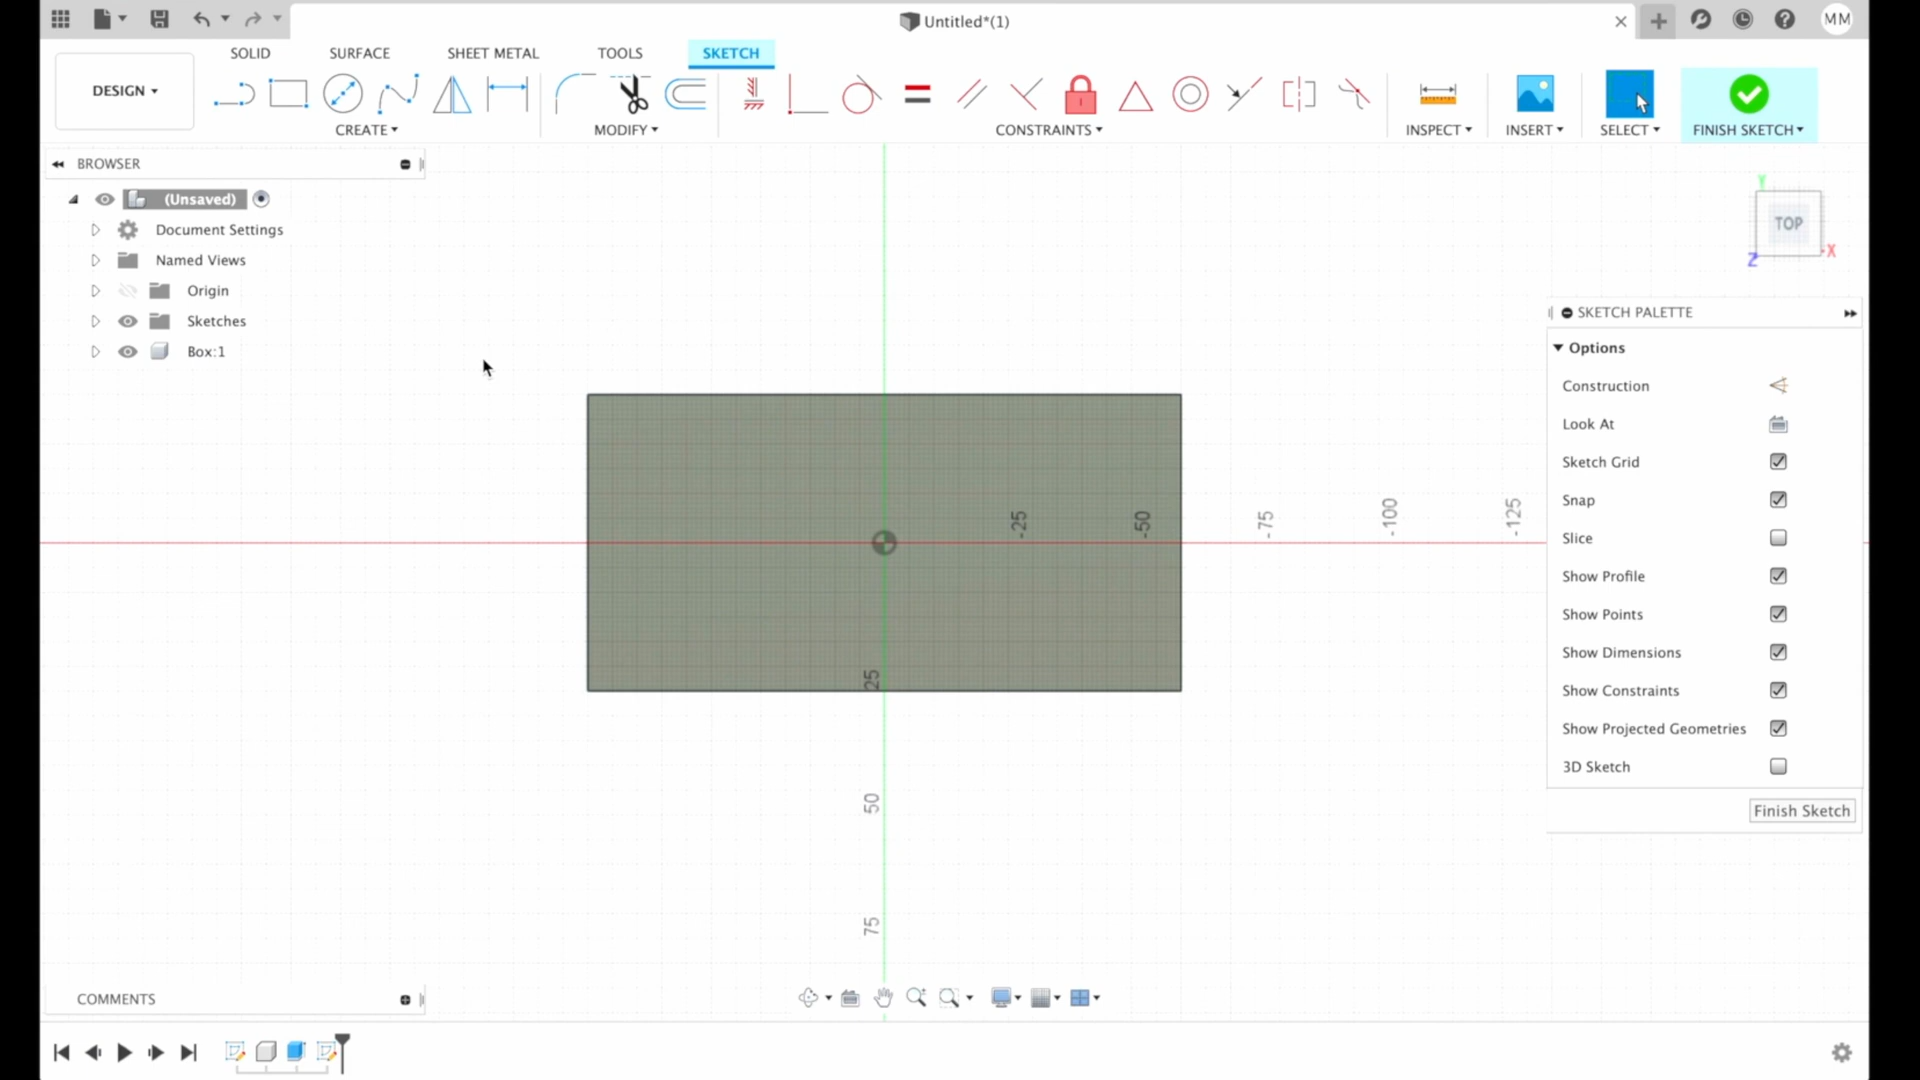 Untitled*(1)
MM
DESIGN
SOLID
SURFACE
SHEET METAL
TOOLS
SKETCH
CREATE
MODIFY
CONSTRAINTS
INSPECT
INSERT
SELECT
FINISH SKETCH
BROWSER
(Unsaved)
Document Settings
Named Views
Origin
Sketches
Box:1
Y
TOP
X
Z
SKETCH PALETTE
Options
Construction
Look At
Sketch Grid
Snap
Slice
Show Profile
Show Points
Show Dimensions
Show Constraints
Show Projected Geometries
3D Sketch
Finish Sketch
-25
-50
-75
-100
-125
25
50
75
COMMENTS